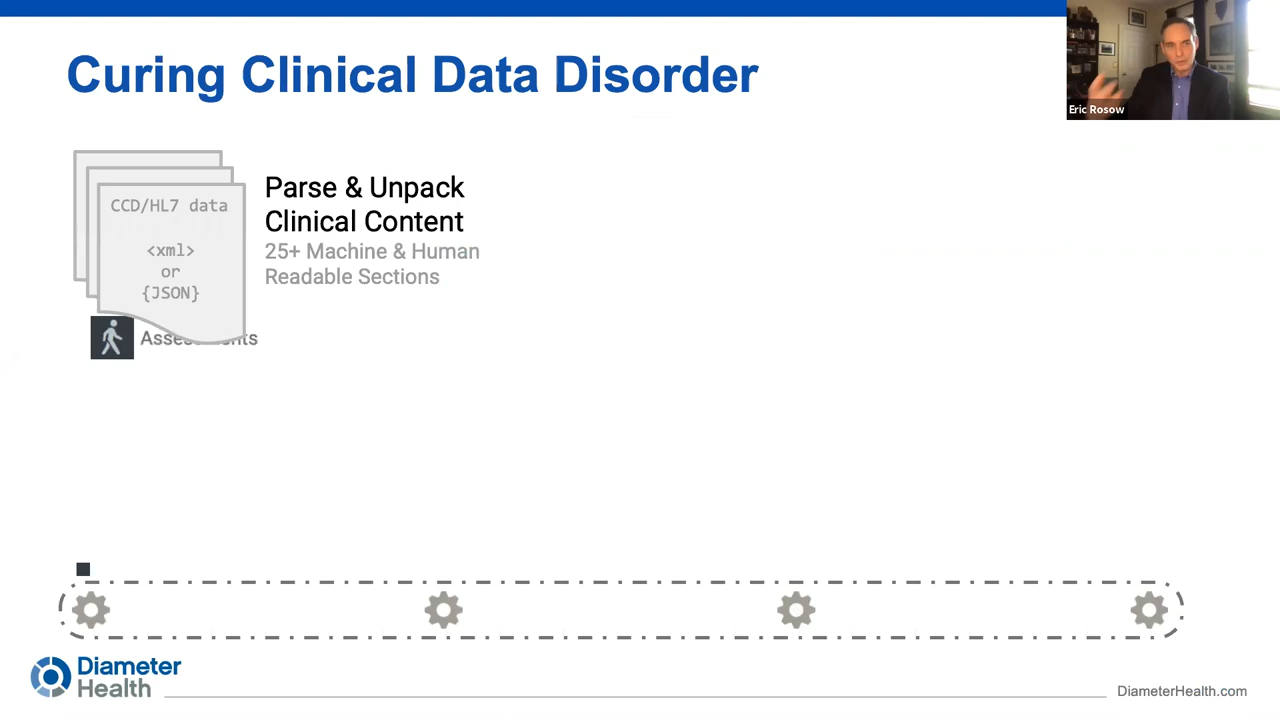 Curing Clinical Data Disorder
Eric Rosow
CCD/HL7 data
<xml>
or
{JSON}
Parse & Unpack
Clinical Content
25+ Machine & Human
Readable Sections
Assessments
Diameter
Health
DiameterHealth.com